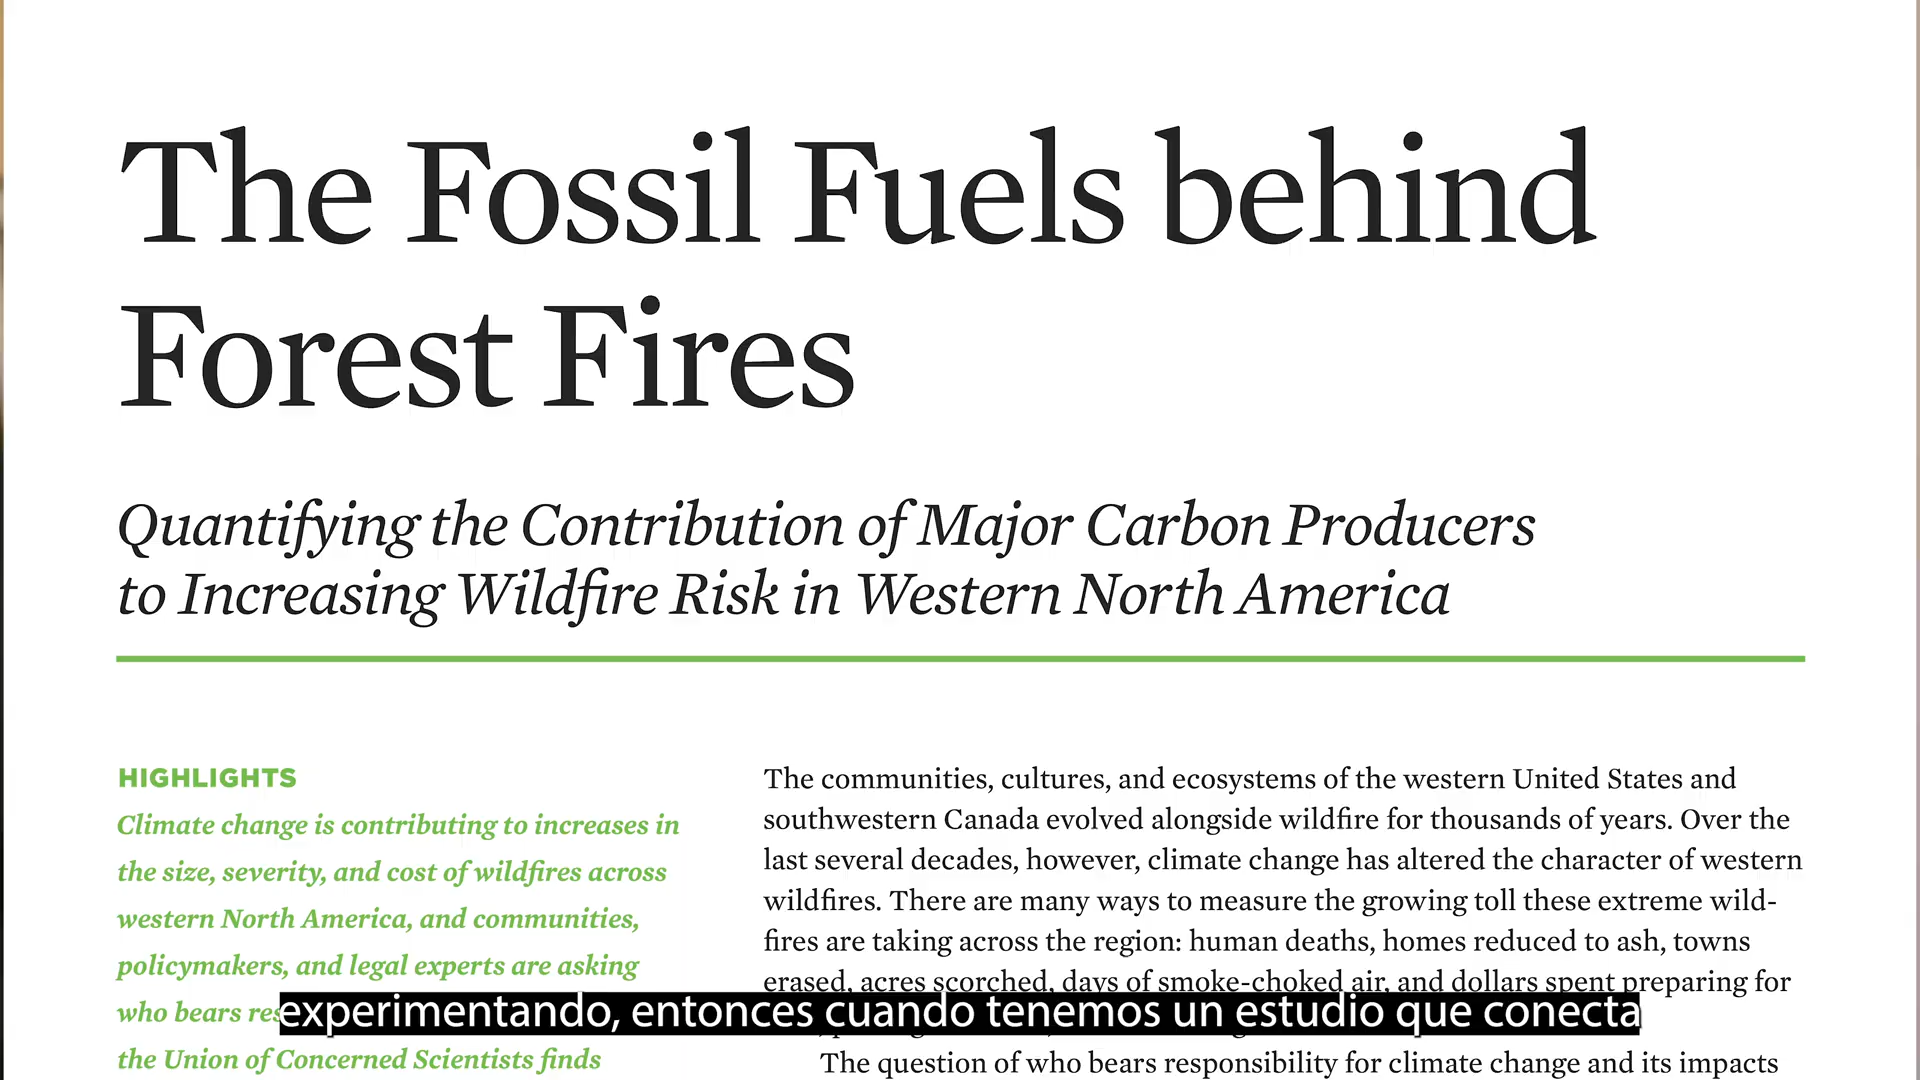 The Fossil Fuels behind
Forest Fires
Quantifying the Contribution of Major Carbon Producers
to Increasing Wildfire Risk in Western North America
HIGHLIGHTS
Climate change is contributing to increases in
the size, severity, and cost of wildfires across
western North America, and communities,
policymakers, and legal experts are asking
who bears
the Union of Concerned Scientists finds
The communities, cultures, and ecosystems of the western United States and
southwestern Canada evolved alongside wildfire for thousands of years. Over the
last several decades, however, climate change has altered the character of western
wildfires. There are many ways to measure the growing toll these extreme wild-
fires are taking across the region: human deaths, homes reduced to ash, towns
erased, acres scorched, days of smoke-choked air, and dollars spent preparing for
The question of who bears responsibility for climate change and its impacts
experimentando, entonces cuando tenemos un estudio que conecta